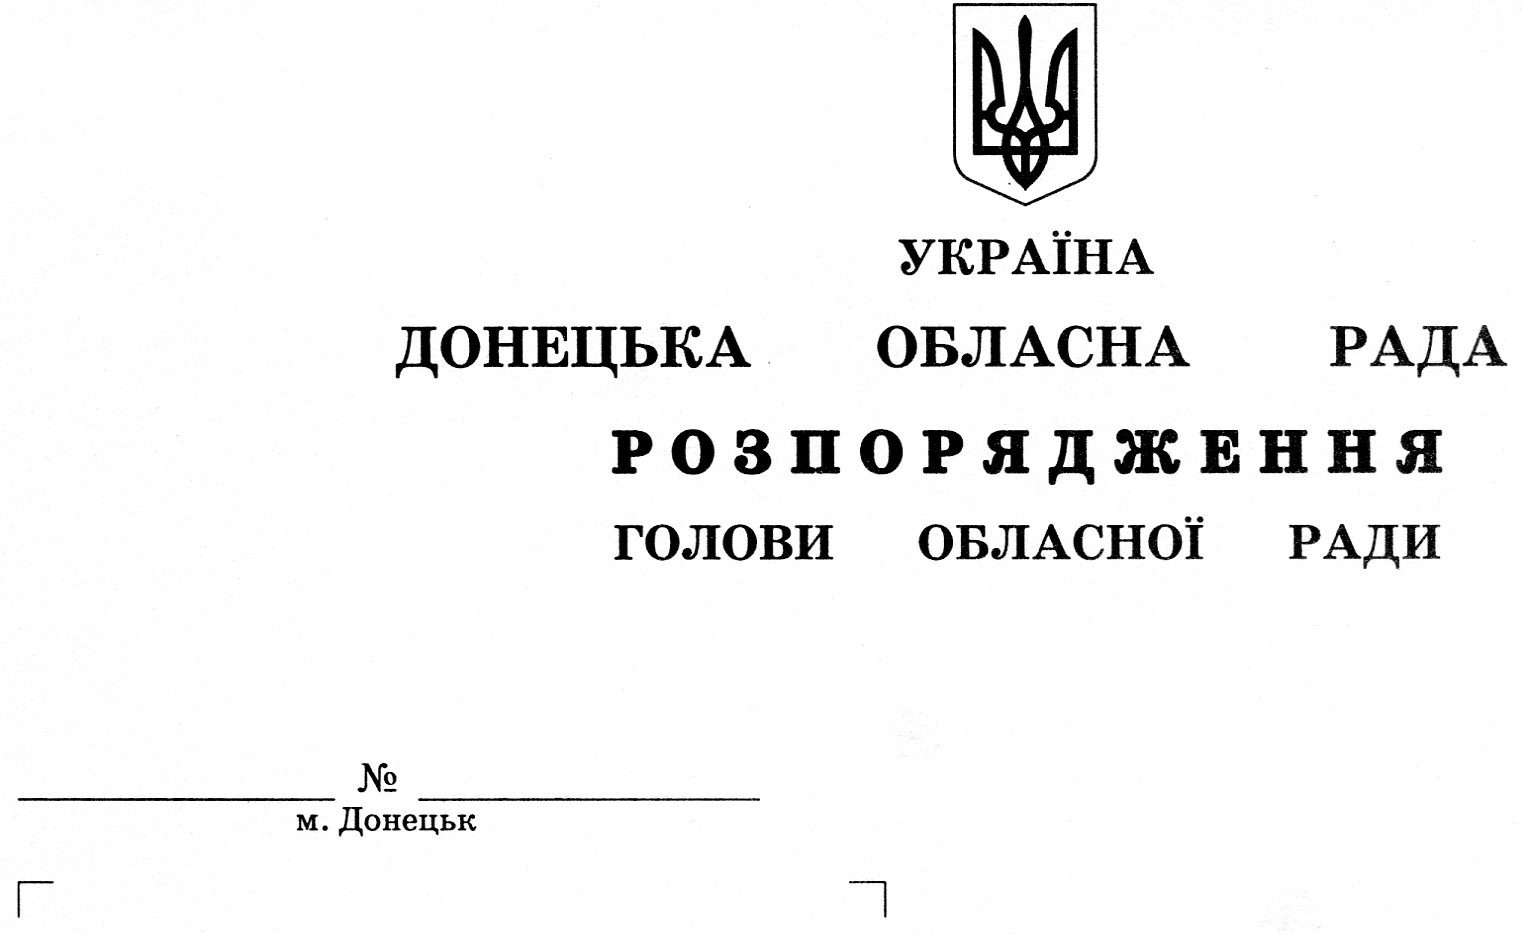 УКРАЇНА
ДОНЕЦЬКА ОБЛАСНА РАДА
РОЗПОРЯДЖЕННЯ
ГОЛОВИ ОБЛАСНОЇ РАДИ
№
м. Донецьк